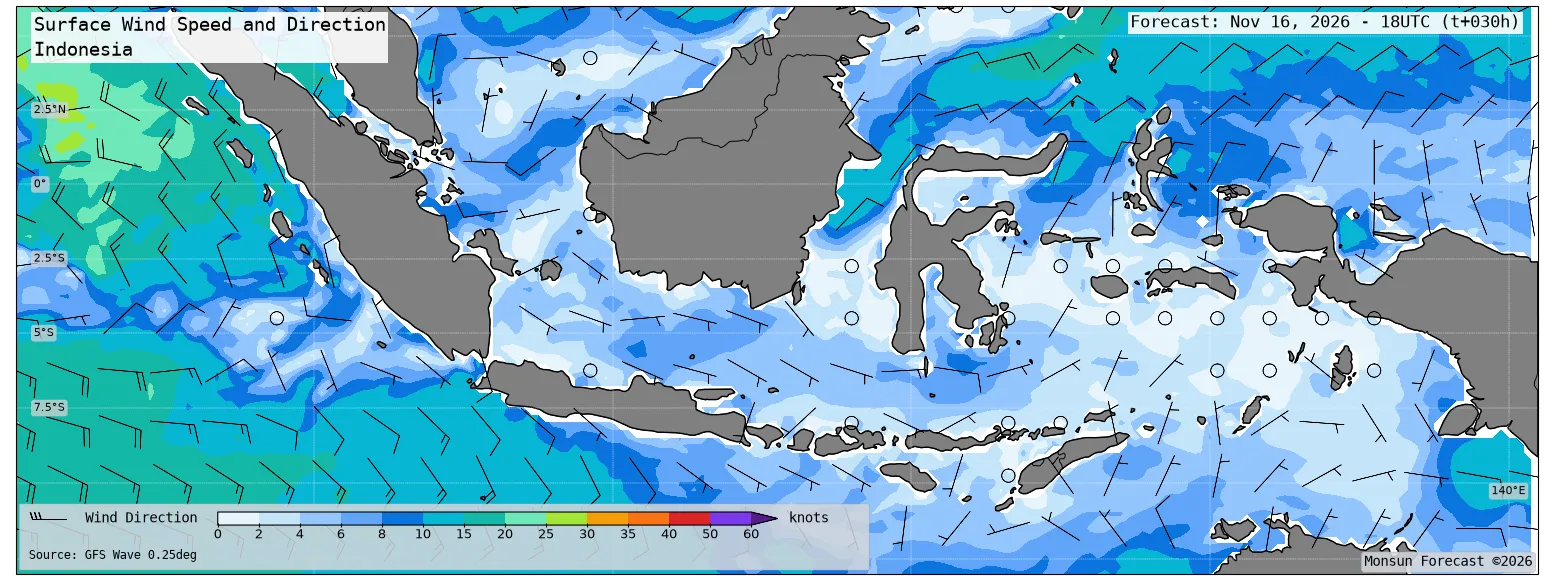 Surface Wind Speed and Direction
Indonesia
Forecast: Nov 16, 2026 - 18UTC (t+030h)
2.5°N
0°
2.5°S
5°S
7.5°S
140°E
Wind Direction
0 2 4 6 8 10 15 20 25 30 35 40 50 60
knots
Source: GFS Wave 0.25deg
Monsun Forecast ©2026